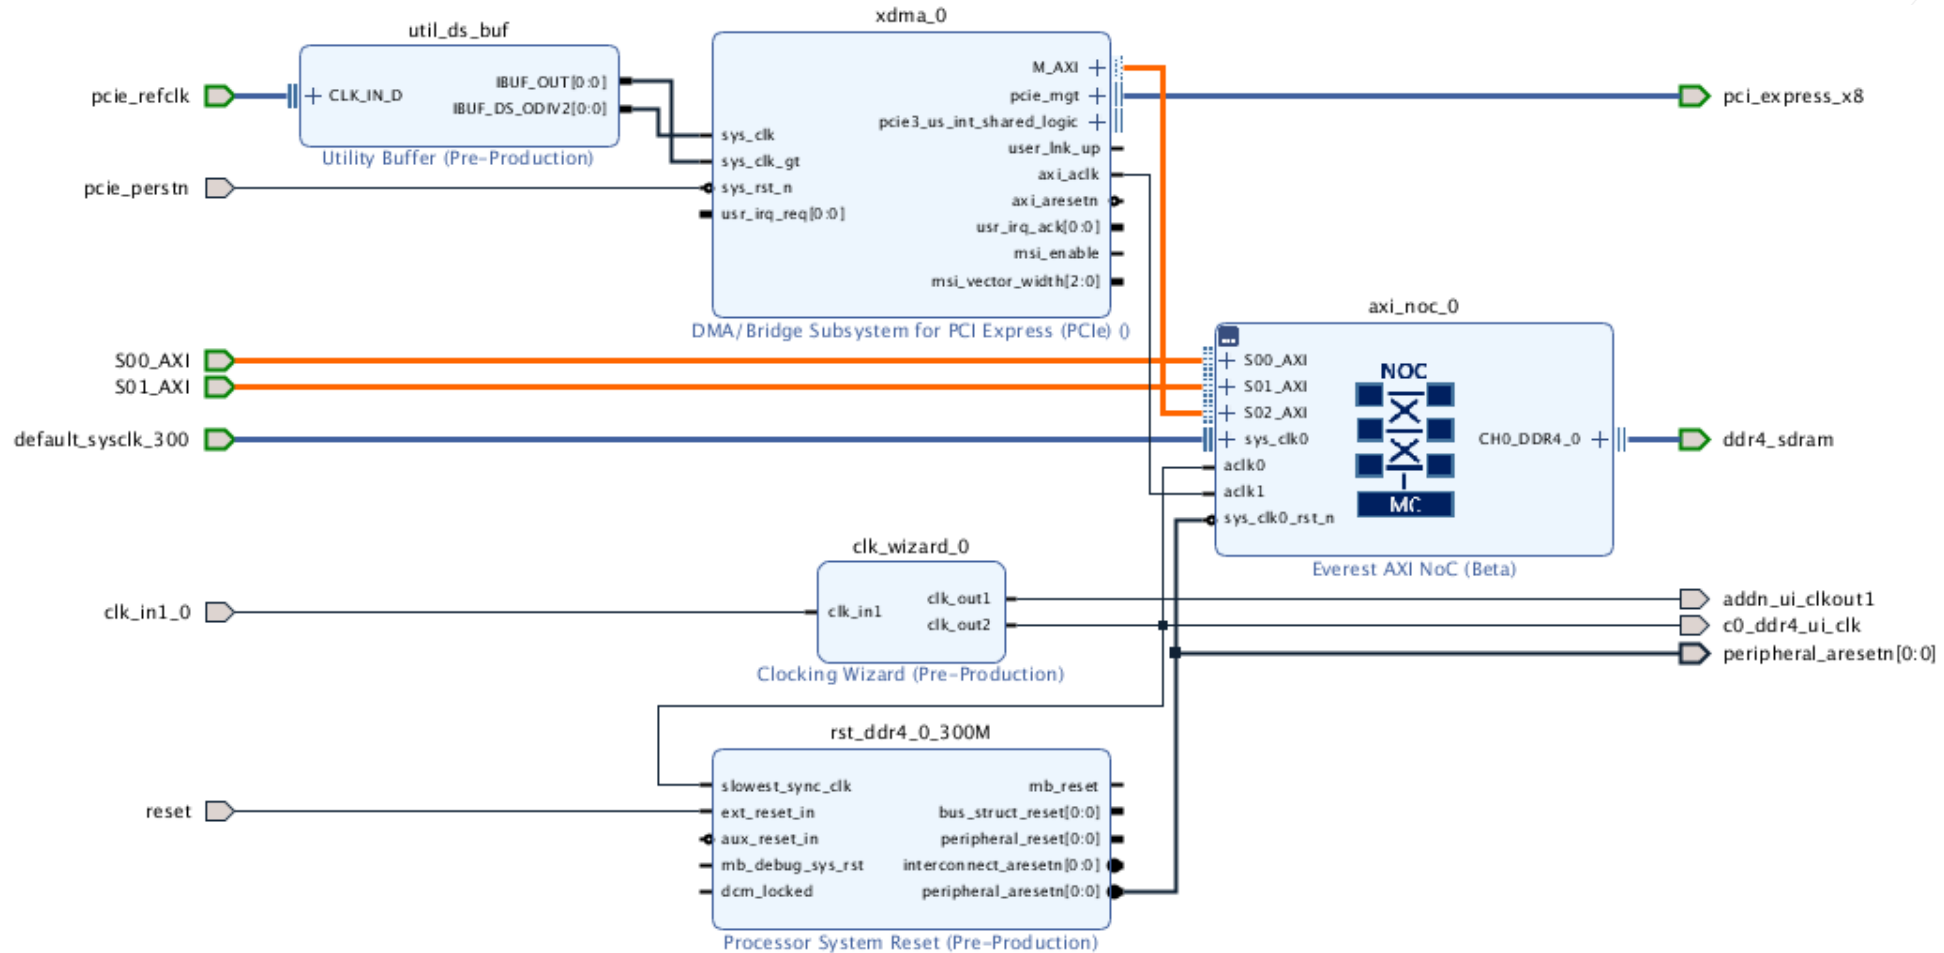 util_ds_buf
pcie_refclk
CLK_IN_D
IBUF_OUT[0:0]
IBUF_DS_ODIV2[0:0]
Utility Buffer (Pre-Production)
pcie_perstn
xdma_0
sys_clk
sys_clk_gt
sys_rst_n
usr_irq_req[0:0]
M_AXI
pcie_mgt
pcie3_us_int_shared_logic
user_lnk_up
axi_aclk
axi_aresetn
usr_irq_ack[0:0]
msi_enable
msi_vector_width[2:0]
DMA/Bridge Subsystem for PCI Express (PCIe) ()
pci_express_x8
S00_AXI
S01_AXI
default_sysclk_300
axi_noc_0
S00_AXI
S01_AXI
S02_AXI
sys_clk0
aclk0
aclk1
sys_clk0_rst_n
NOC
MC
CH0_DDR4_0
Everest AXI NoC (Beta)
ddr4_sdram
clk_wizard_0
clk_in1_0
clk_in1
clk_out1
clk_out2
Clocking Wizard (Pre-Production)
addn_ui_clkout1
c0_ddr4_ui_clk
peripheral_aresetn[0:0]
rst_ddr4_0_300M
reset
slowest_sync_clk
ext_reset_in
aux_reset_in
mb_debug_sys_rst
dcm_locked
mb_reset
bus_struct_reset[0:0]
peripheral_reset[0:0]
interconnect_aresetn[0:0]
peripheral_aresetn[0:0]
Processor System Reset (Pre-Production)